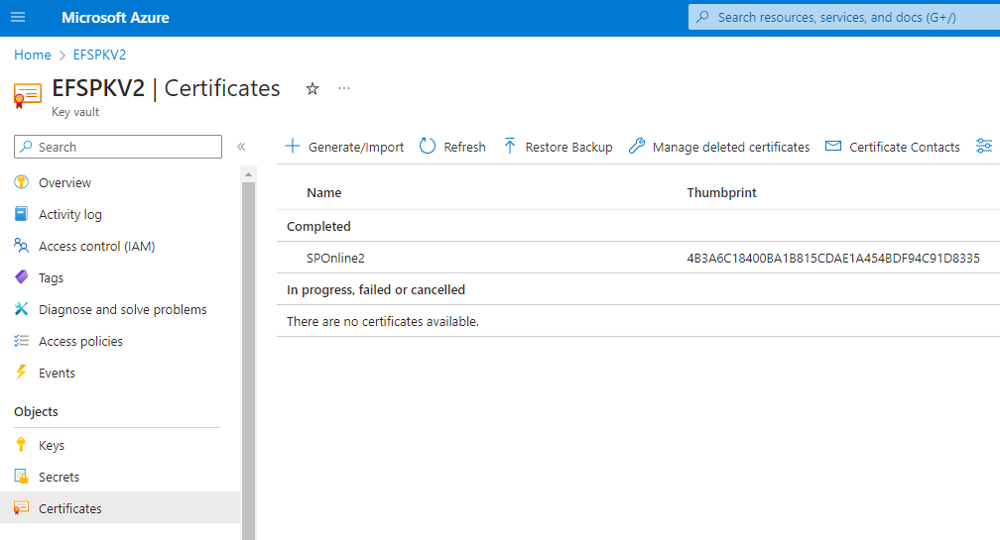 Microsoft Azure
Search resources, services, and docs (G+/)
Home > EFSPKV2
EFSPKV2 | Certificates
Key vault
Search
Overview
Activity log
Access control (IAM)
Tags
Diagnose and solve problems
Access policies
Events
Objects
Keys
Secrets
Certificates
Generate/Import Refresh Restore Backup Manage deleted certificates Certificate Contacts
Name Thumbprint
Completed
SPOnline2 4B3A6C18400BA1B815CDAE1A454BDF94C91D8335
In progress, failed or cancelled
There are no certificates available.